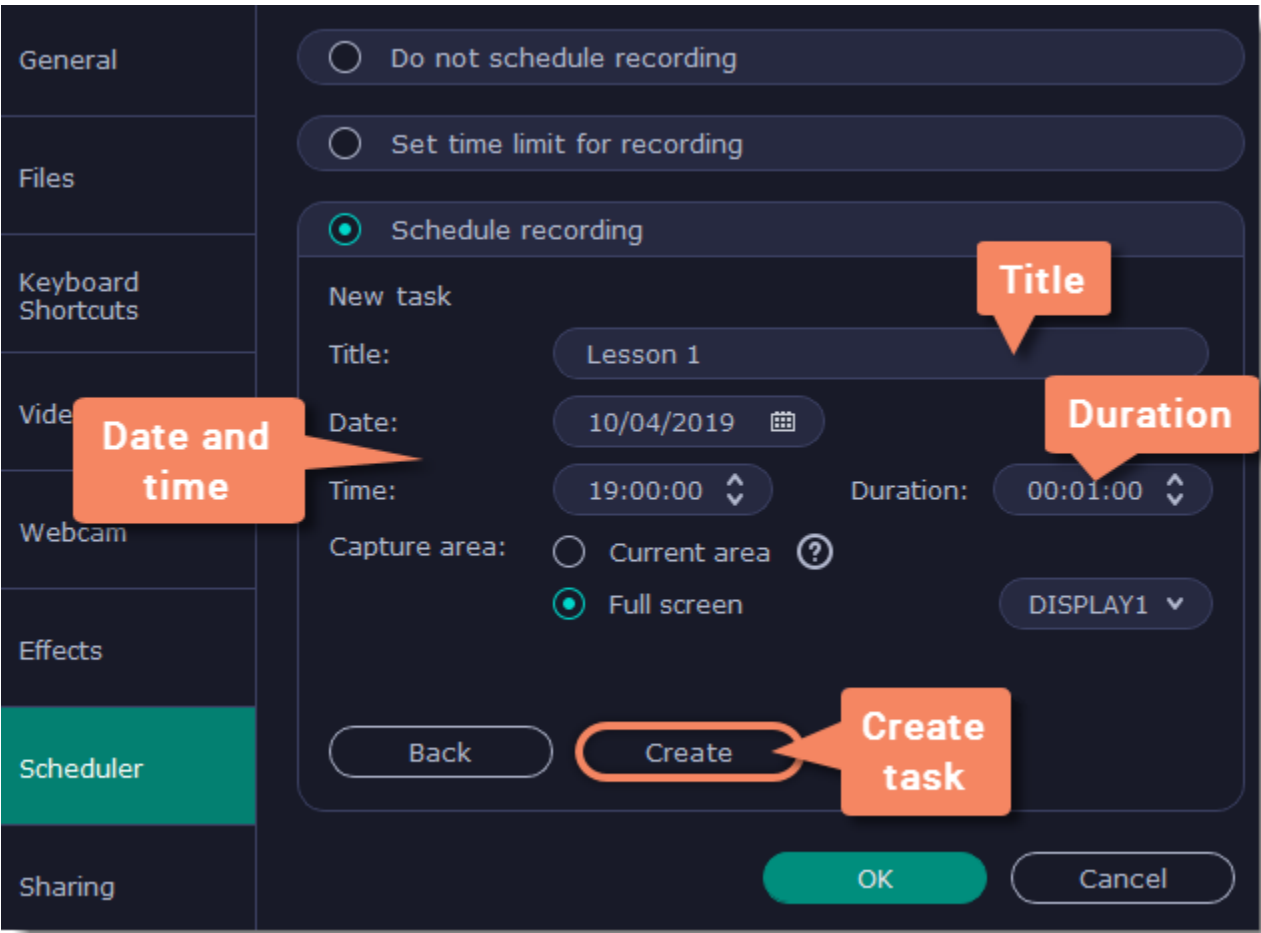 General
Files
Keyboard
Shortcuts
Vide
Webcam
Effects
Scheduler
Sharing
Do not schedule recording
Set time limit for recording
Schedule recording
New task
Title
Title: Lesson 1
Duration
Date and
time
Date: 10/04/2019
Time: 19:00:00 Duration: 00:01:00
Capture area: Current area ?
Full screen DISPLAY1
Back Create
Create
task
OK Cancel